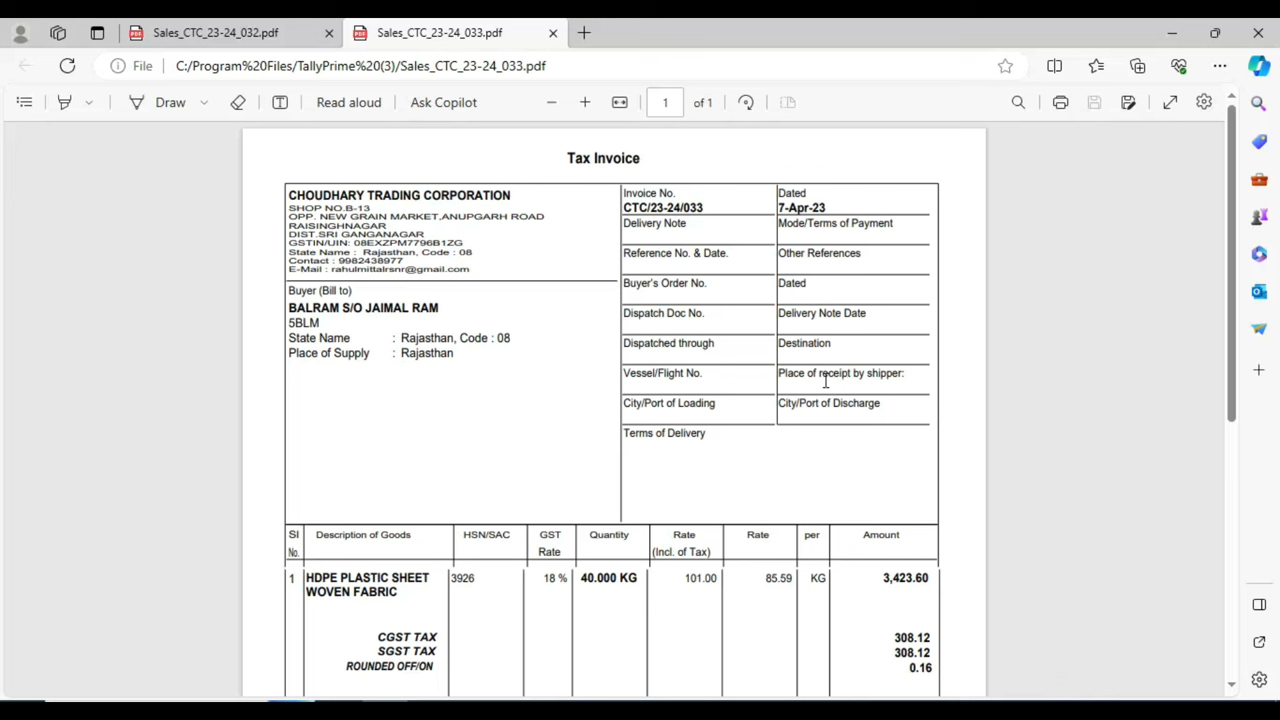 Sales_CTC_23-24_032.pdf
Sales_CTC_23-24_033.pdf
File C:/Program%20Files/TallyPrime%20(3)/Sales_CTC_23-24_033.pdf
Draw Read aloud Ask Copilot 1 of 1
Tax Invoice
CHOUDHARY TRADING CORPORATION
SHOP NO.B-13
OPP. NEW GRAIN MARKET,ANUPGARH ROAD
RAISINGHNAGAR
DIST.SRI GANGANAGAR
GSTIN/UIN: 08EXZPM7796B1ZG
State Name : Rajasthan, Code : 08
Contact : 9982438977
E-Mail : rahulmittalrsnr@gmail.com
Buyer (Bill to)
BALRAM S/O JAIMAL RAM
5BLM
State Name : Rajasthan, Code : 08
Place of Supply : Rajasthan
Invoice No. Dated
CTC/23-24/033 7-Apr-23
Delivery Note Mode/Terms of Payment
Reference No. & Date. Other References
Buyer's Order No. Dated
Dispatch Doc No. Delivery Note Date
Dispatched through Destination
Vessel/Flight No. Place of receipt by shipper:
City/Port of Loading City/Port of Discharge
Terms of Delivery
Sl Description of Goods HSN/SAC GST Quantity Rate Rate per Amount
No. Rate (Incl. of Tax)
1 HDPE PLASTIC SHEET 3926 18 % 40.000 KG 101.00 85.59 KG 3,423.60
WOVEN FABRIC
CGST TAX 308.12
SGST TAX 308.12
ROUNDED OFF/ON 0.16